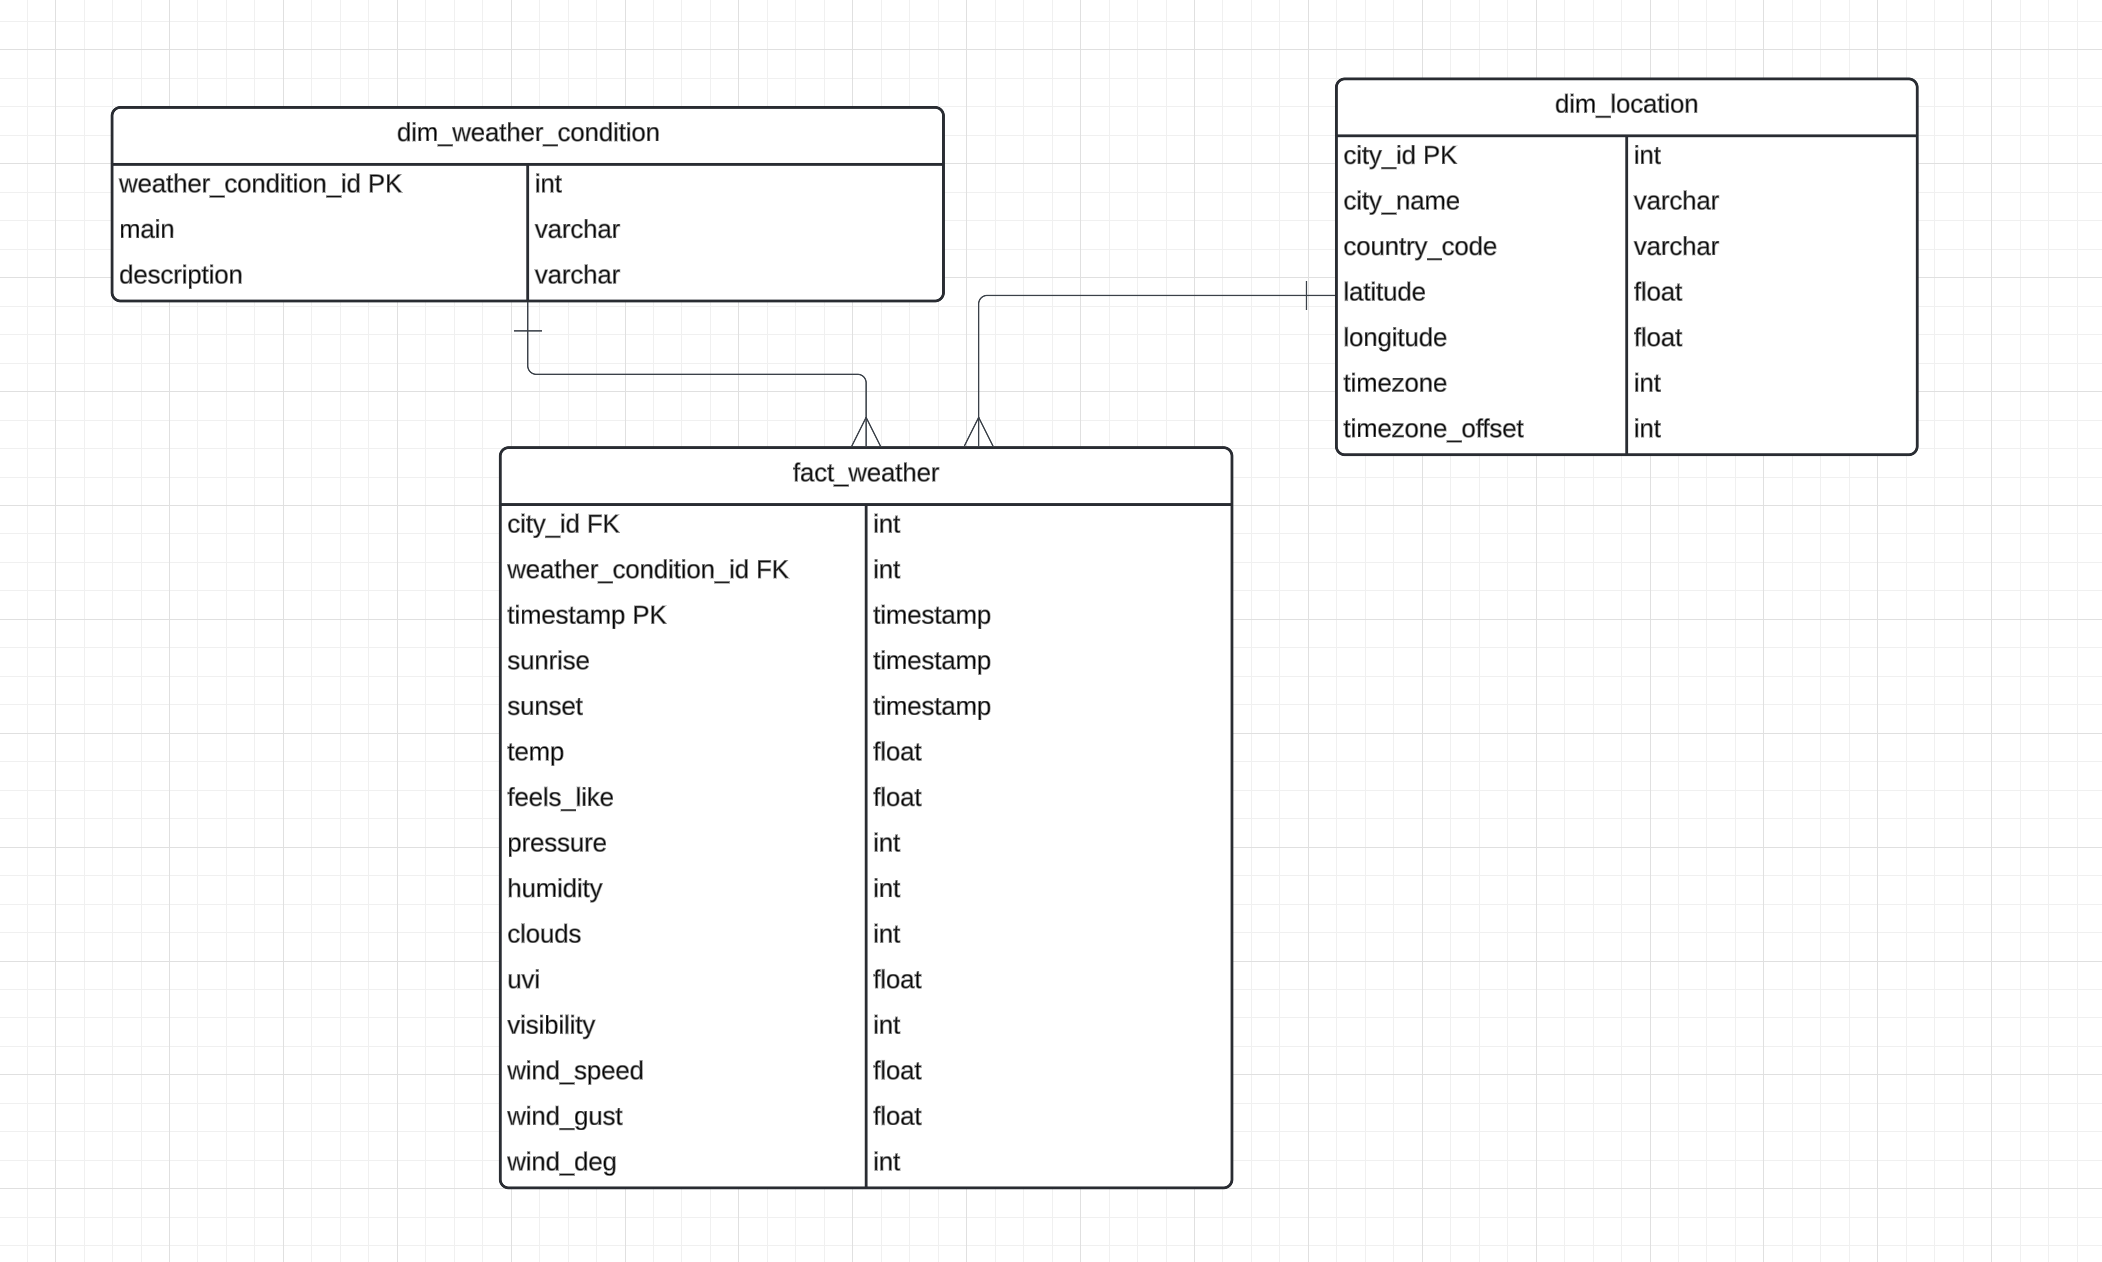 dim_weather_condition
weather_condition_id PK int
main varchar
description varchar
dim_location
city_id PK int
city_name varchar
country_code varchar
latitude float
longitude float
timezone int
timezone_offset int
fact_weather
city_id FK int
weather_condition_id FK int
timestamp PK timestamp
sunrise timestamp
sunset timestamp
temp float
feels_like float
pressure int
humidity int
clouds int
uvi float
visibility int
wind_speed float
wind_gust float
wind_deg int